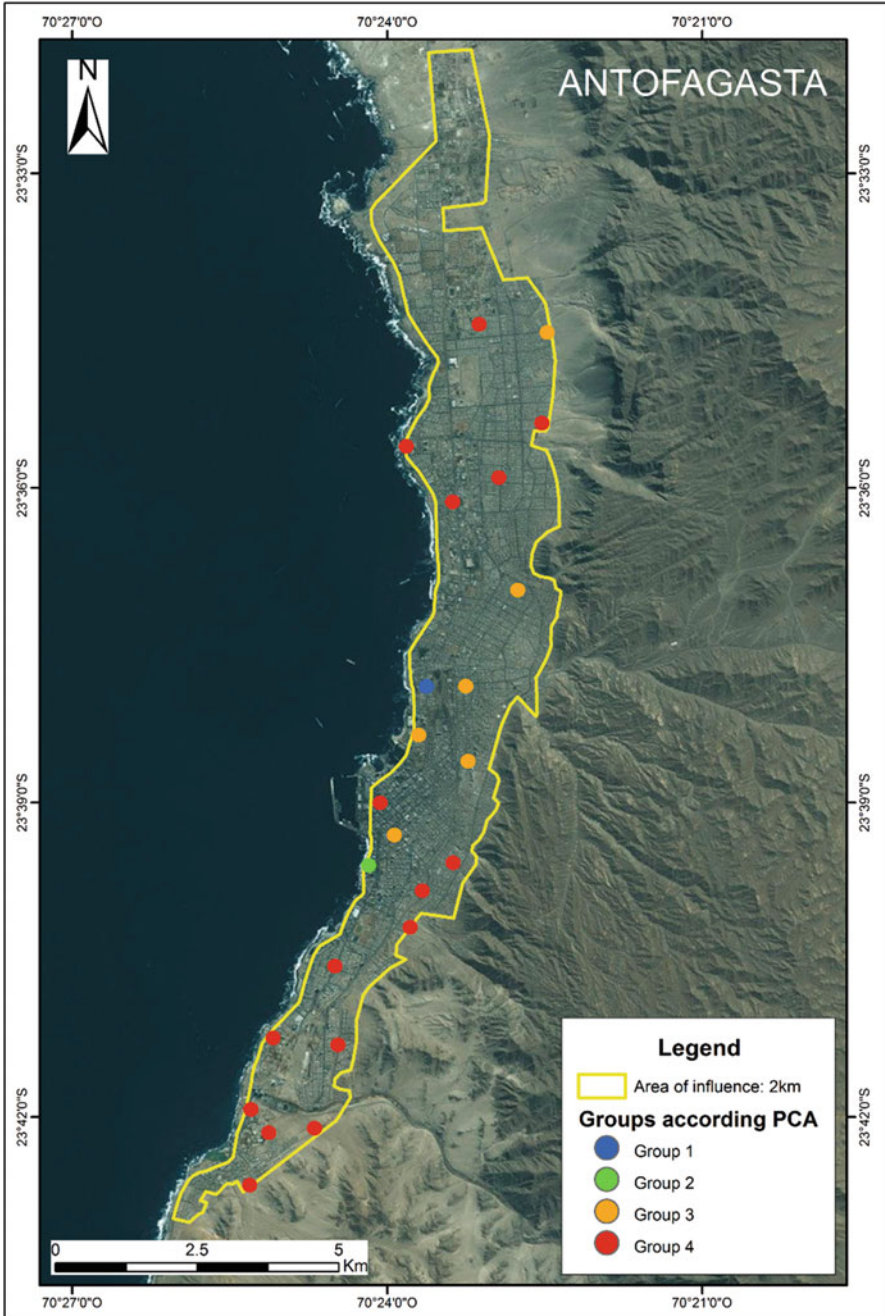 70°27'0"O 70°24'0"O 70°21'0"O
N
ANTOFAGASTA
23°33'0"S 23°33'0"S
23°36'0"S 23°36'0"S
23°39'0"S 23°39'0"S
23°42'0"S 23°42'0"S
Legend
Area of influence: 2km
Groups according PCA
Group 1
Group 2
Group 3
Group 4
0 2.5 5
Km
70°27'0"O 70°24'0"O 70°21'0"O